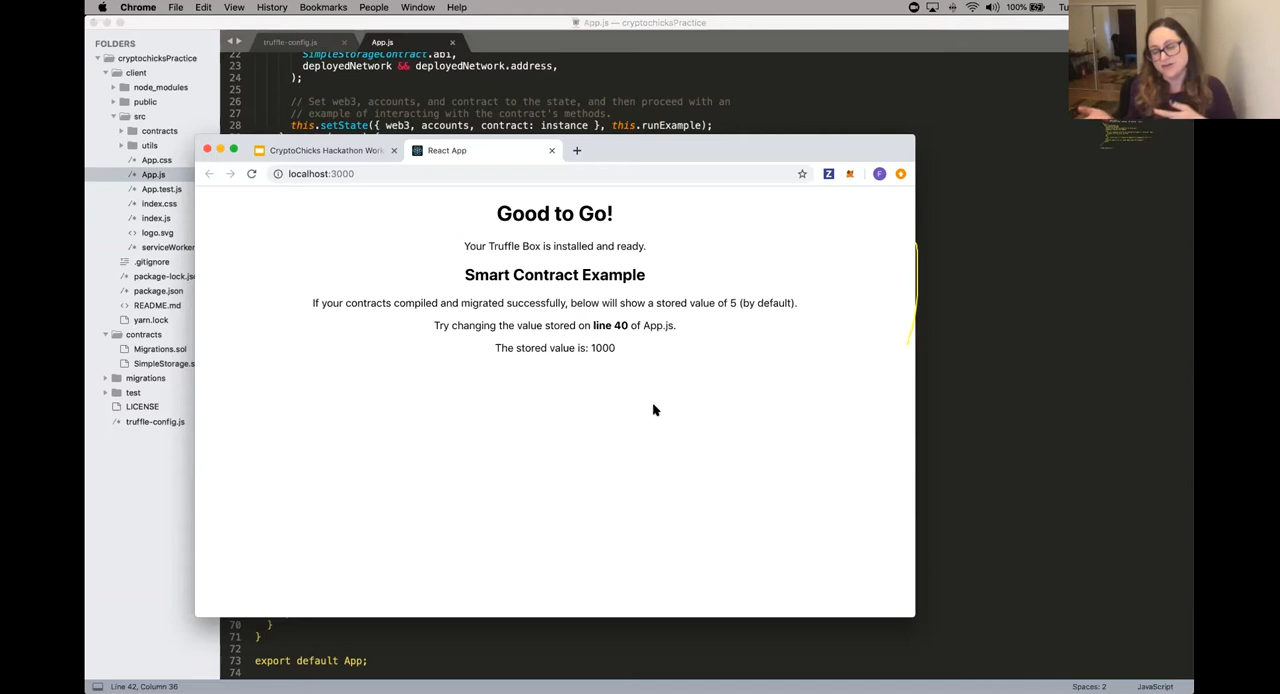 Chrome File Edit View History Bookmarks People Window Help 100% Tu
App.js — cryptochicksPractice
FOLDERS
cryptochicksPractice
client
node_modules
public
src
contracts
utils
App.css
App.js
App.test.js
index.css
index.js
logo.svg
serviceWorker
.gitignore
package-lock.js
package.json
README.md
yarn.lock
contracts
Migrations.sol
SimpleStorage.s
migrations
test
LICENSE
truffle-config.js
truffle-config.js App.js
22 SimpleStorageContract.abi,
23 deployedNetwork && deployedNetwork.address,
24 );
25
26 // Set web3, accounts, and contract to the state, and then proceed with an
27 // example of interacting with the contract's methods.
28 this.setState({ web3, accounts, contract: instance }, this.runExample);
CryptoChicks Hackathon Work React App
localhost:3000
Good to Go!
Your Truffle Box is installed and ready.
Smart Contract Example
If your contracts compiled and migrated successfully, below will show a stored value of 5 (by default).
Try changing the value stored on line 40 of App.js.
The stored value is: 1000
70 }
71 }
72
73 export default App;
74
Line 42, Column 36 Spaces: 2 JavaScript